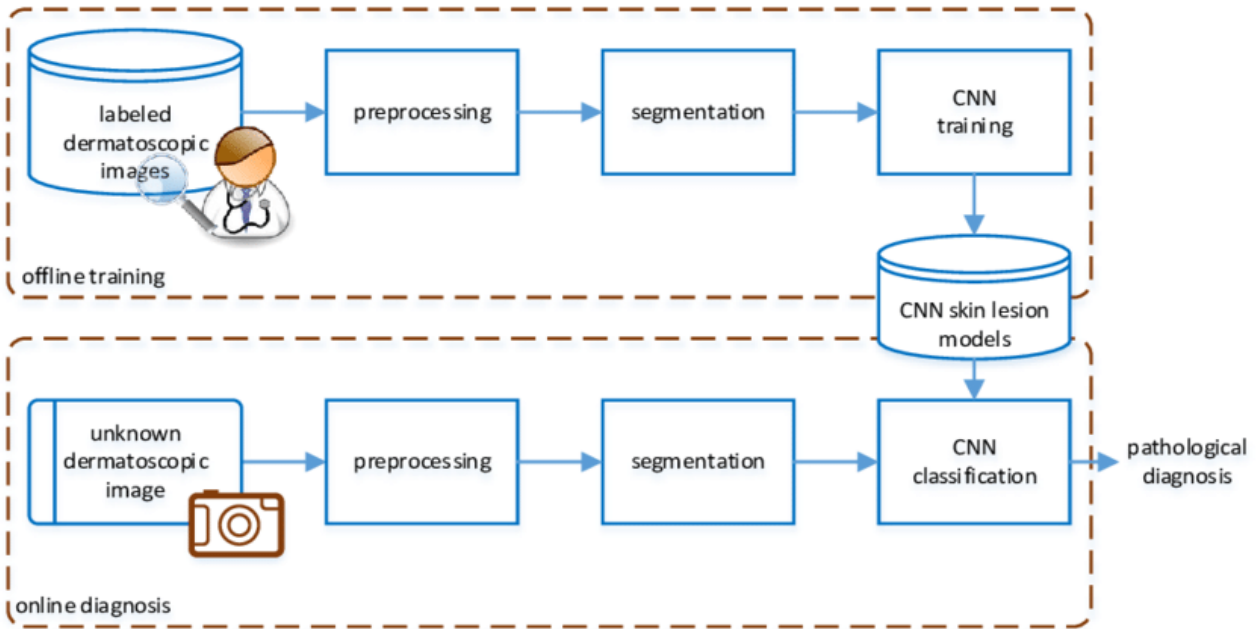 labeled
dermatoscopic
images
preprocessing
segmentation
CNN
training
offline training
CNN skin lesion
models
unknown
dermatoscopic
image
preprocessing
segmentation
CNN
classification
pathological
diagnosis
online diagnosis